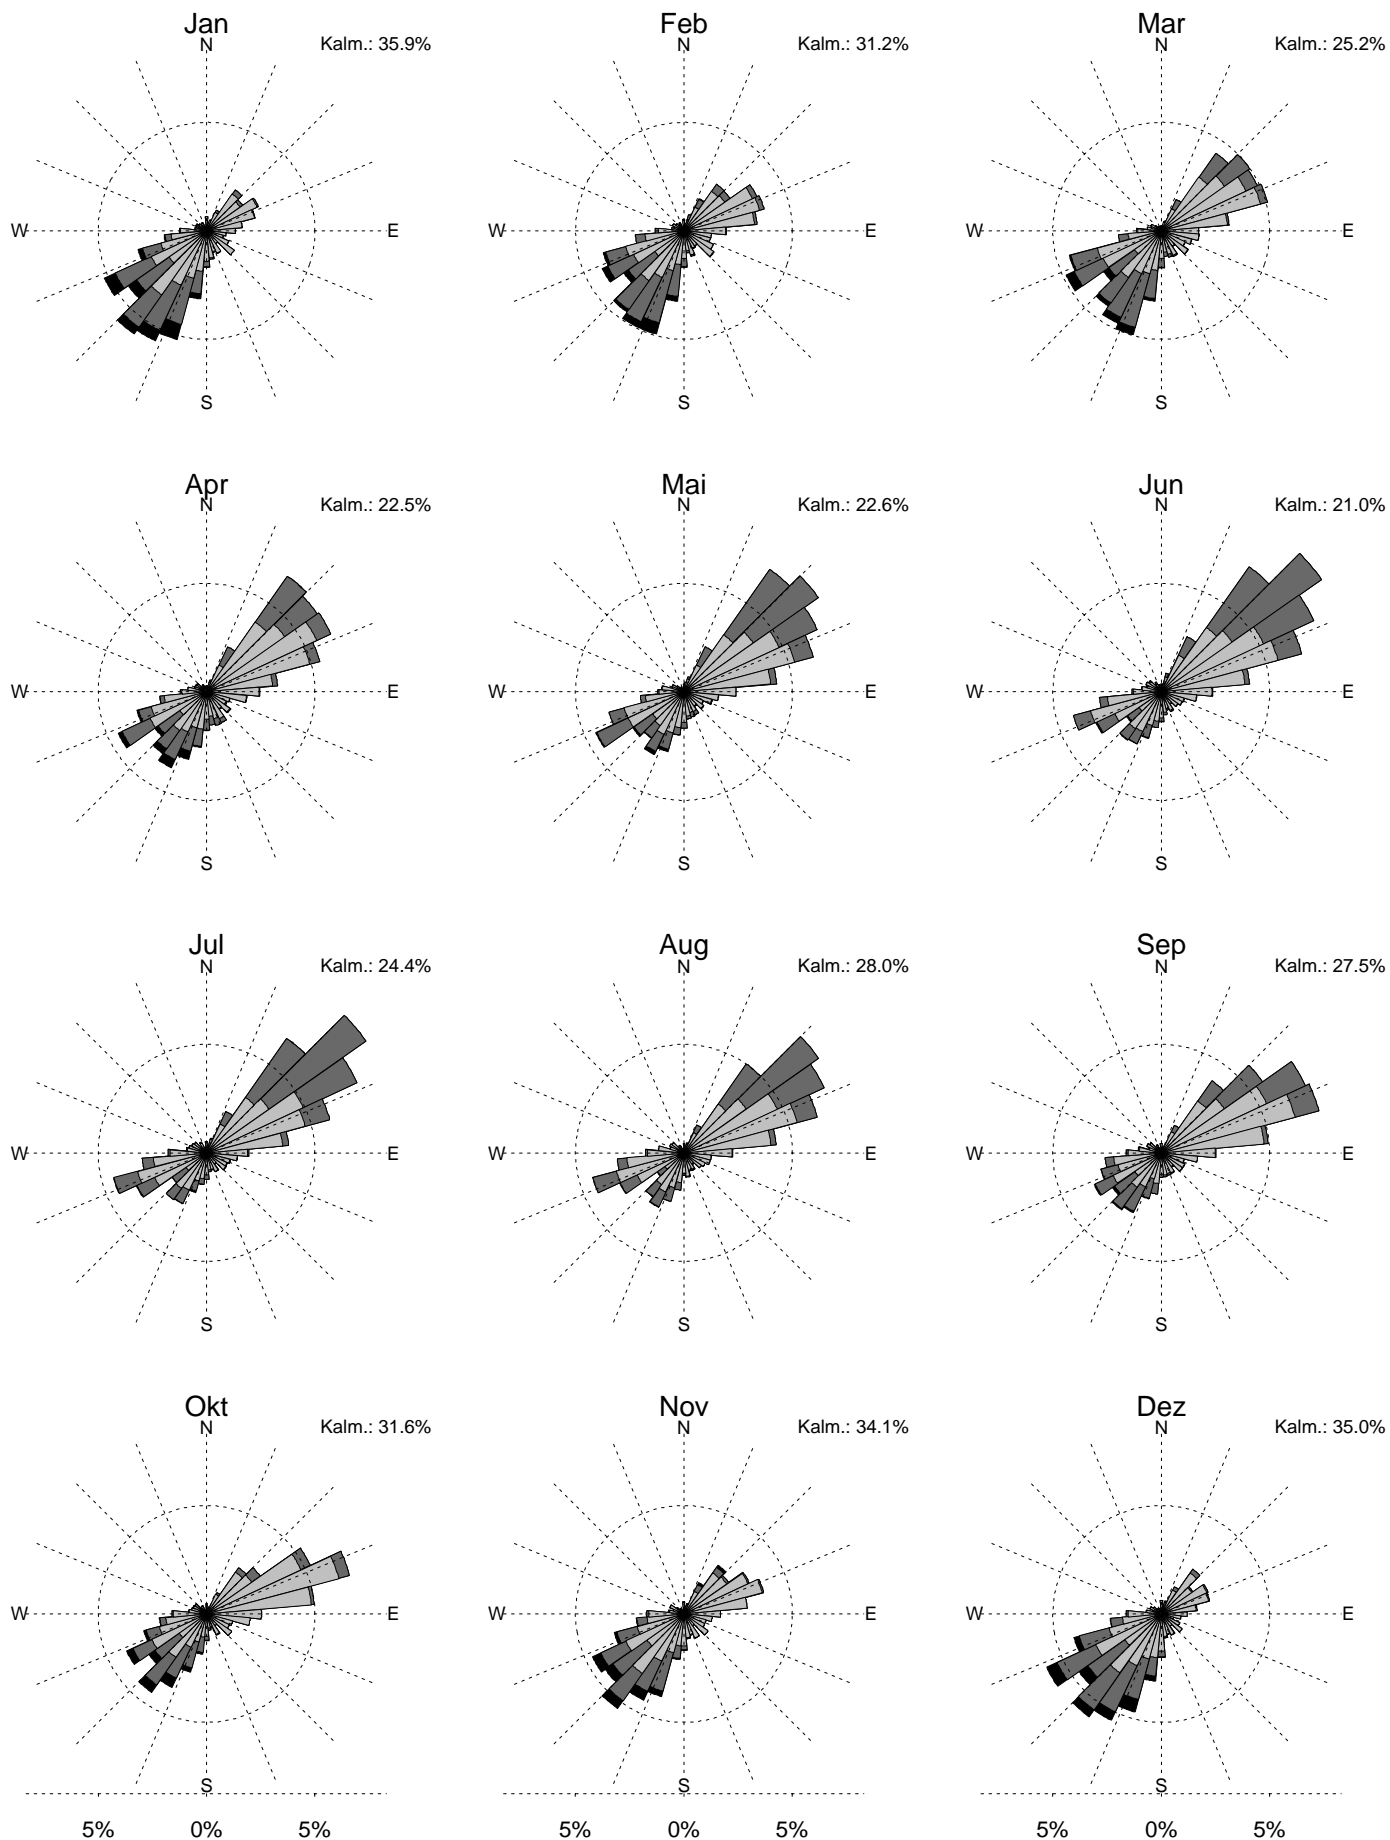 Jan Feb Mar
N Kalm.: 35.9% N Kalm.: 31.2% N Kalm.: 25.2%
W E W E W E
S S S
Apr Mai Jun
N Kalm.: 22.5% N Kalm.: 22.6% N Kalm.: 21.0%
W E W E W E
S S S
Jul Aug Sep
N Kalm.: 24.4% N Kalm.: 28.0% N Kalm.: 27.5%
W E W E W E
S S S
Okt Nov Dez
N Kalm.: 31.6% N Kalm.: 34.1% N Kalm.: 35.0%
W E W E W E
S S S
5% 0% 5% 5% 0% 5% 5% 0% 5%